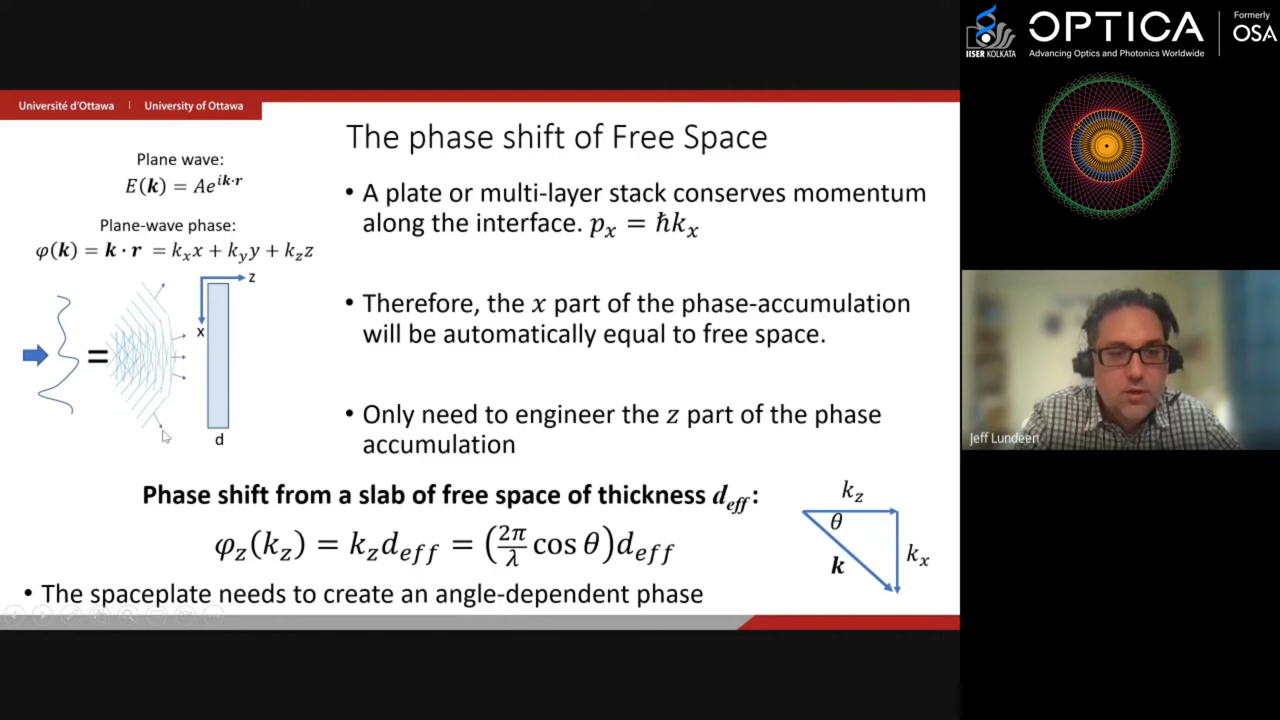 Université d'Ottawa | University of Ottawa
The phase shift of Free Space
Plane wave:
E(k) = Ae^{ik·r}
Plane-wave phase:
φ(k) = k · r = k_x x + k_y y + k_z z
z
x
=
d
• A plate or multi-layer stack conserves momentum
along the interface. p_x = ħk_x
• Therefore, the x part of the phase-accumulation
will be automatically equal to free space.
• Only need to engineer the z part of the phase
accumulation
Phase shift from a slab of free space of thickness d_eff:
φ_z(k_z) = k_z d_eff = (2π/λ cos θ)d_eff
k_z
θ
k
k_x
• The spaceplate needs to create an angle-dependent phase
IISER KOLKATA
OPTICA
Advancing Optics and Photonics Worldwide
Formerly
OSA
Jeff Lundeen